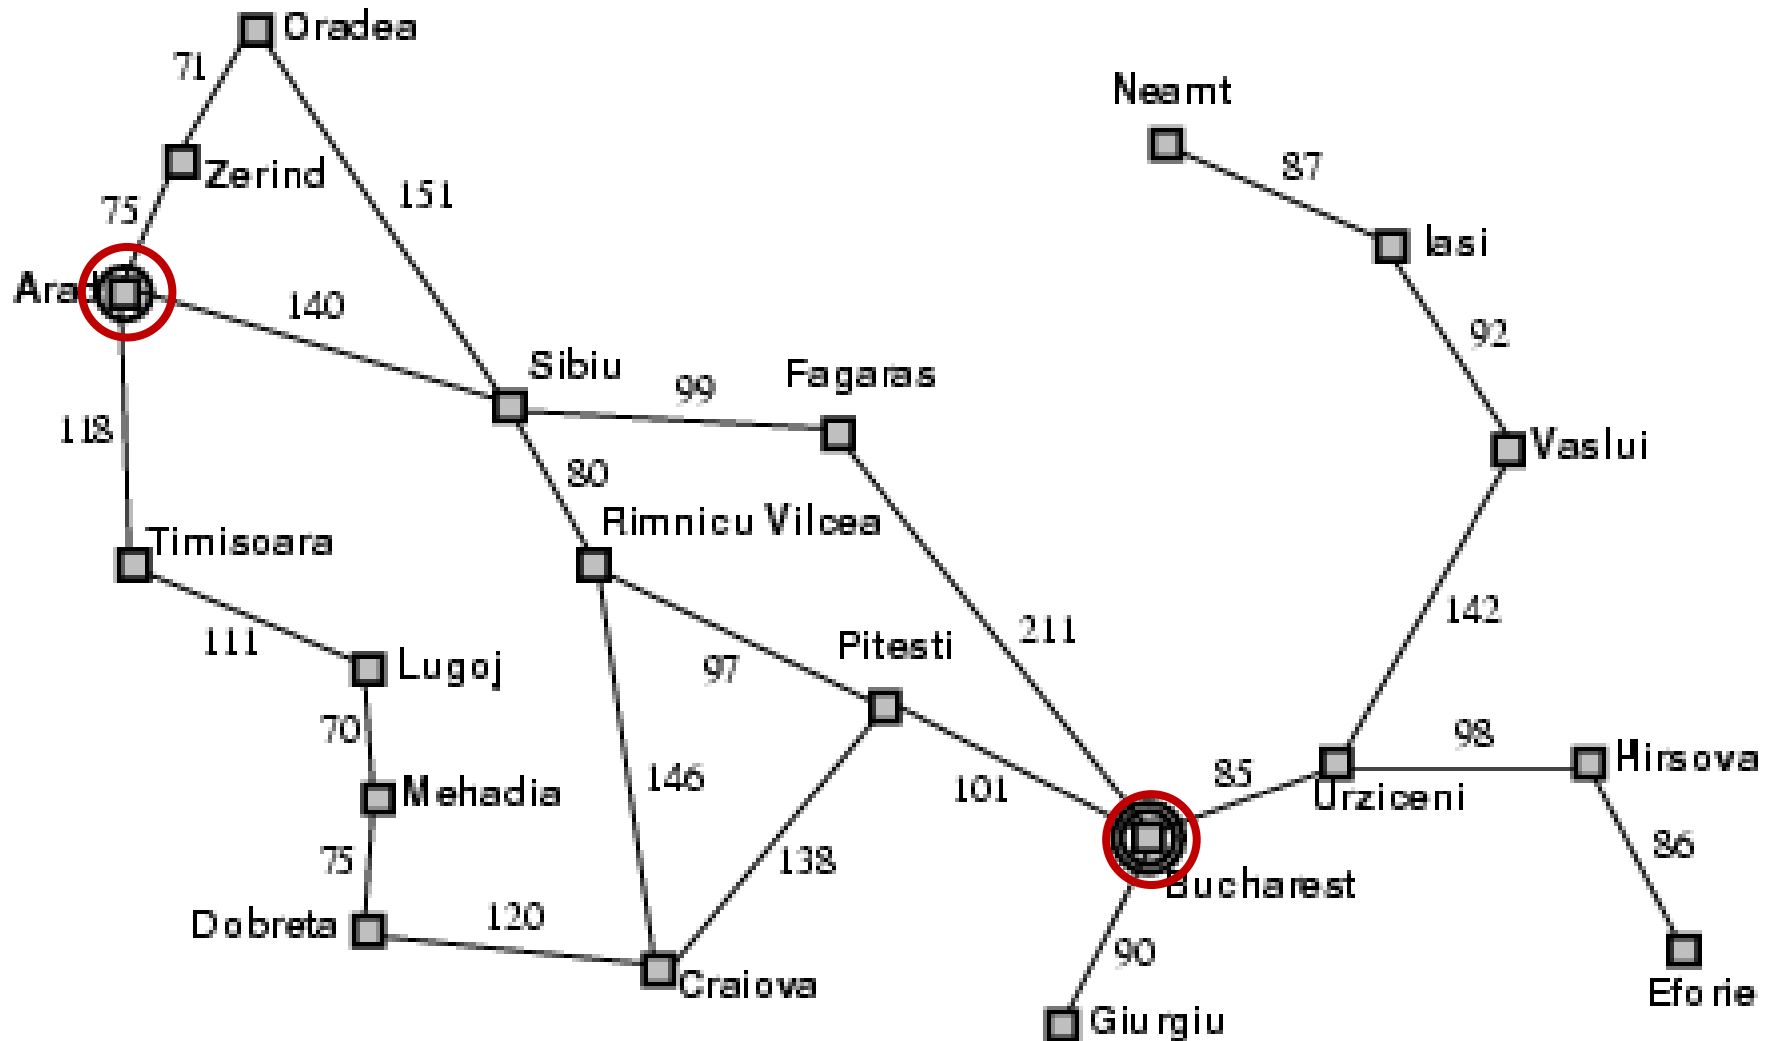 Oradea
71
Neamt
87
Zerind
151
75
Iasi
Arad
140
92
Sibiu
Fagaras
99
118
Vaslui
80
Rimnicu Vilcea
Timisoara
142
211
111
Pitesti
97
Lugoj
70
98
Hirsova
146
85
101
Mehadia
Urziceni
75
138
86
Bucharest
120
Dobreta
90
Craiova
Eforie
Giurgiu